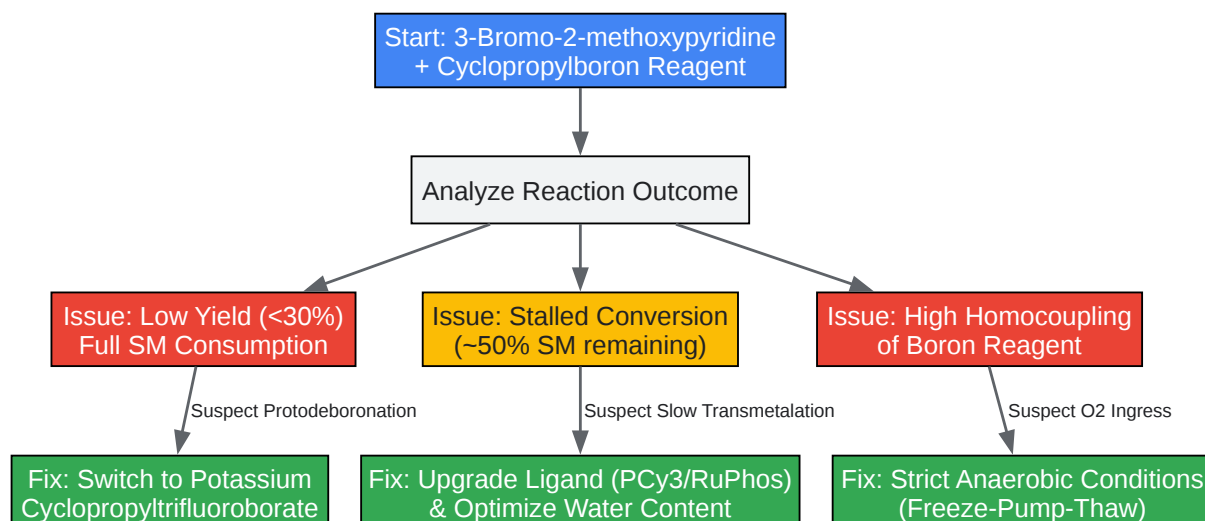 Start: 3-Bromo-2-methoxypyridine
+ Cyclopropylboron Reagent
Analyze Reaction Outcome
Issue: Low Yield (<30%)
Full SM Consumption
Issue: Stalled Conversion
(~50% SM remaining)
Issue: High Homocoupling
of Boron Reagent
Suspect Protodeboronation
Suspect Slow Transmetalation
Suspect O2 Ingress
Fix: Switch to Potassium
Cyclopropyltrifluoroborate
Fix: Upgrade Ligand (PCy3/RuPhos)
& Optimize Water Content
Fix: Strict Anaerobic Conditions
(Freeze-Pump-Thaw)